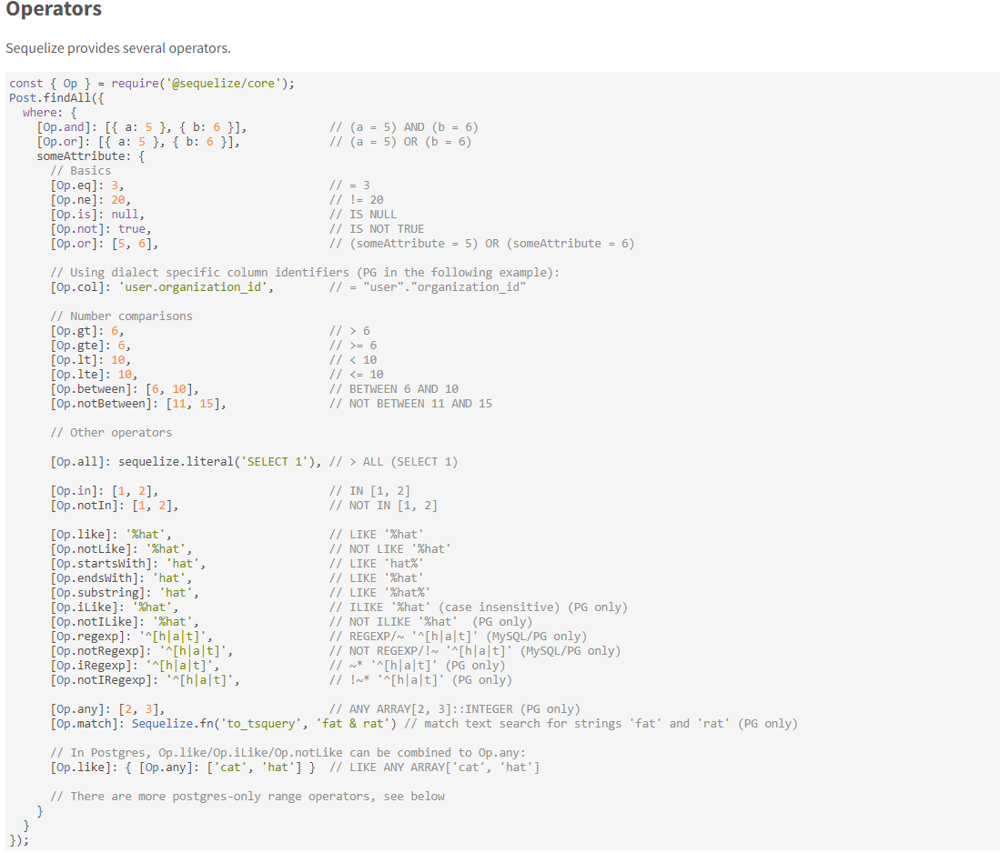 Operators
Sequelize provides several operators.
const { Op } = require('@sequelize/core');
Post.findAll({
  where: {
    [Op.and]: [{ a: 5 }, { b: 6 }],            // (a = 5) AND (b = 6)
    [Op.or]: [{ a: 5 }, { b: 6 }],             // (a = 5) OR (b = 6)
    someAttribute: {
      // Basics
      [Op.eq]: 3,                              // = 3
      [Op.ne]: 20,                             // != 20
      [Op.is]: null,                           // IS NULL
      [Op.not]: true,                          // IS NOT TRUE
      [Op.or]: [5, 6],                         // (someAttribute = 5) OR (someAttribute = 6)
      // Using dialect specific column identifiers (PG in the following example):
      [Op.col]: 'user.organization_id',        // = "user"."organization_id"
      // Number comparisons
      [Op.gt]: 6,                              // > 6
      [Op.gte]: 6,                             // >= 6
      [Op.lt]: 10,                             // < 10
      [Op.lte]: 10,                            // <= 10
      [Op.between]: [6, 10],                   // BETWEEN 6 AND 10
      [Op.notBetween]: [11, 15],               // NOT BETWEEN 11 AND 15
      // Other operators
      [Op.all]: sequelize.literal('SELECT 1'), // > ALL (SELECT 1)
      [Op.in]: [1, 2],                         // IN [1, 2]
      [Op.notIn]: [1, 2],                      // NOT IN [1, 2]
      [Op.like]: '%hat',                       // LIKE '%hat'
      [Op.notLike]: '%hat',                    // NOT LIKE '%hat'
      [Op.startsWith]: 'hat',                  // LIKE 'hat%'
      [Op.endsWith]: 'hat',                    // LIKE '%hat'
      [Op.substring]: 'hat',                   // LIKE '%hat%'
      [Op.iLike]: '%hat',                      // ILIKE '%hat' (case insensitive) (PG only)
      [Op.notILike]: '%hat',                   // NOT ILIKE '%hat'  (PG only)
      [Op.regexp]: '^[h|a|t]',                 // REGEXP/~ '^[h|a|t]' (MySQL/PG only)
      [Op.notRegexp]: '^[h|a|t]',              // NOT REGEXP/!~ '^[h|a|t]' (MySQL/PG only)
      [Op.iRegexp]: '^[h|a|t]',                // ~* '^[h|a|t]' (PG only)
      [Op.notIRegexp]: '^[h|a|t]',             // !~* '^[h|a|t]' (PG only)
      [Op.any]: [2, 3],                        // ANY ARRAY[2, 3]::INTEGER (PG only)
      [Op.match]: Sequelize.fn('to_tsquery', 'fat & rat') // match text search for strings 'fat' and 'rat' (PG only)
      // In Postgres, Op.like/Op.iLike/Op.notLike can be combined to Op.any:
      [Op.like]: { [Op.any]: ['cat', 'hat'] }  // LIKE ANY ARRAY['cat', 'hat']
      // There are more postgres-only range operators, see below
    }
  }
});